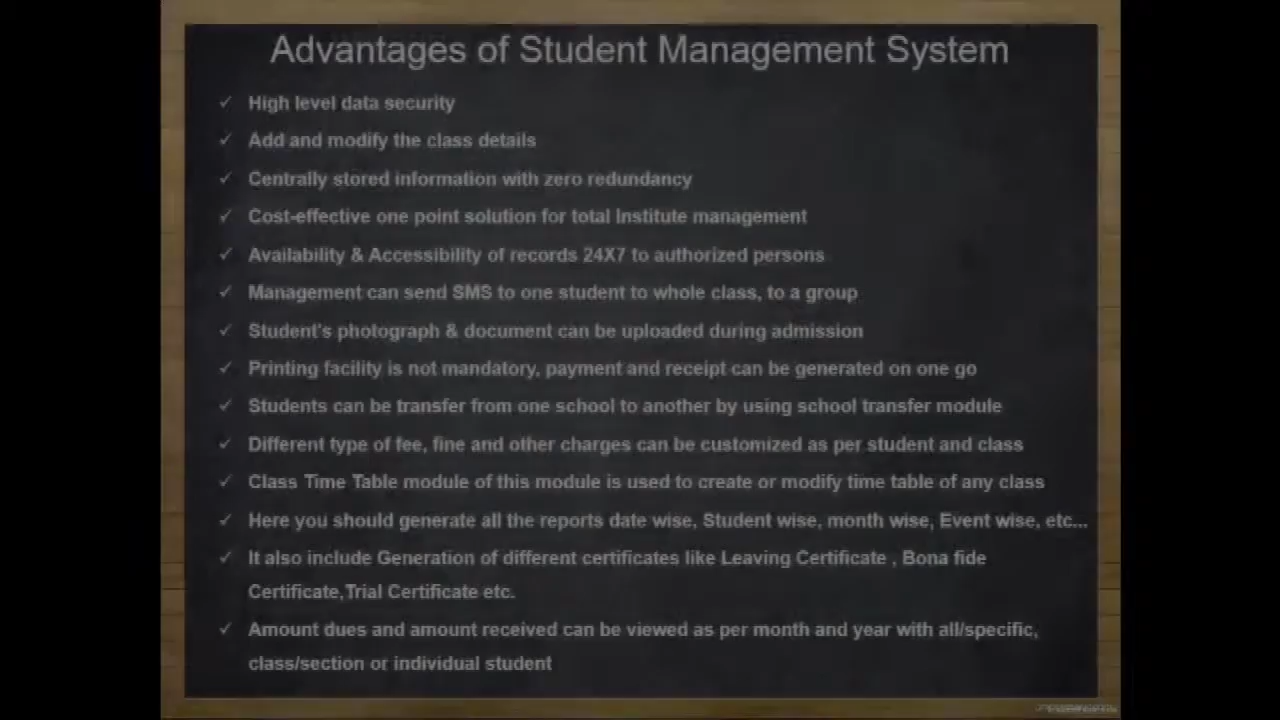 Advantages of Student Management System
✓ High level data security
✓ Add and modify the class details
✓ Centrally stored information with zero redundancy
✓ Cost-effective one point solution for total Institute management
✓ Availability & Accessibility of records 24X7 to authorized persons
✓ Management can send SMS to one student to whole class, to a group
✓ Student's photograph & document can be uploaded during admission
✓ Printing facility is not mandatory, payment and receipt can be generated on one go
✓ Students can be transfer from one school to another by using school transfer module
✓ Different type of fee, fine and other charges can be customized as per student and class
✓ Class Time Table module of this module is used to create or modify time table of any class
✓ Here you should generate all the reports date wise, Student wise, month wise, Event wise, etc...
✓ It also include Generation of different certificates like Leaving Certificate , Bona fide
Certificate,Trial Certificate etc.
✓ Amount dues and amount received can be viewed as per month and year with all/specific,
class/section or individual student